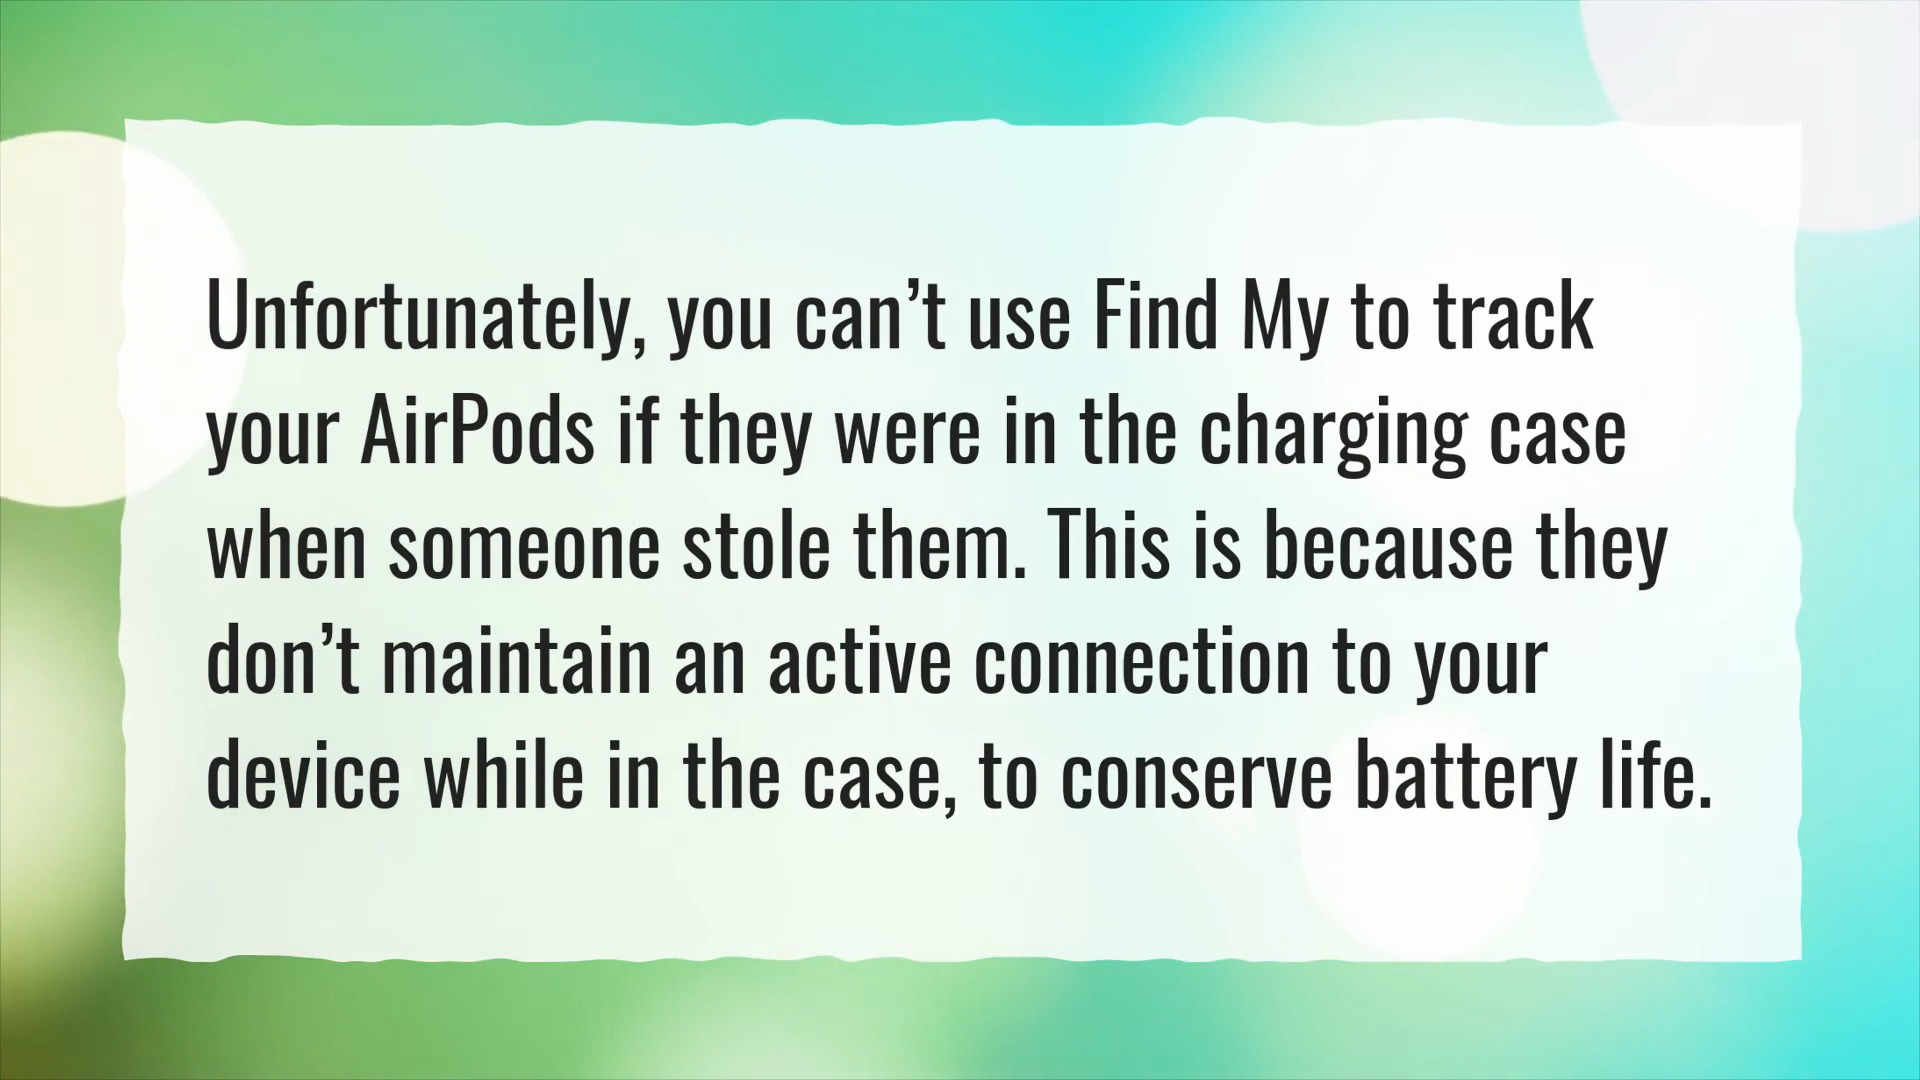 Unfortunately, you can’t use Find My to track
your AirPods if they were in the charging case
when someone stole them. This is because they
don’t maintain an active connection to your
device while in the case, to conserve battery life.